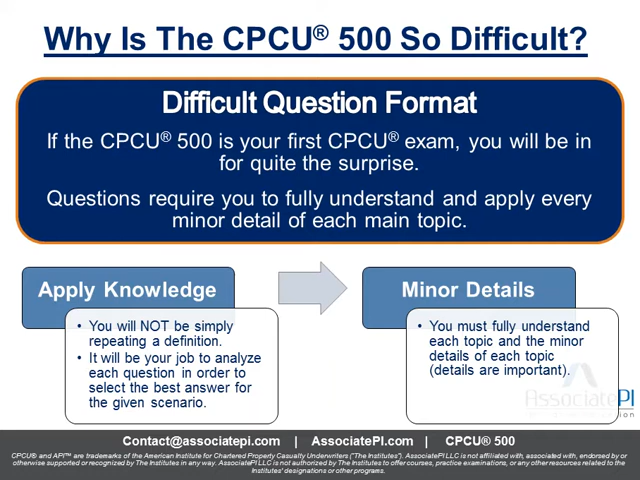 Why Is The CPCU® 500 So Difficult?
Difficult Question Format
If the CPCU® 500 is your first CPCU® exam, you will be in
for quite the surprise.
Questions require you to fully understand and apply every
minor detail of each main topic.
Apply Knowledge
• You will NOT be simply
repeating a definition.
• It will be your job to analyze
each question in order to
select the best answer for
the given scenario.
Minor Details
• You must fully understand
each topic and the minor
details of each topic
(details are important).
AssociatePI
Contact@associatepi.com | AssociatePI.com | CPCU® 500
CPCU® and API™ are trademarks of the American Institute for Chartered Property Casualty Underwriters ("The Institutes"). AssociatePI LLC is not affiliated with, associated with, endorsed by or
otherwise supported or recognized by The Institutes in any way. AssociatePI LLC is not authorized by The Institutes to offer courses, practice examinations, or any other resources related to the
Institutes' designations or other programs.